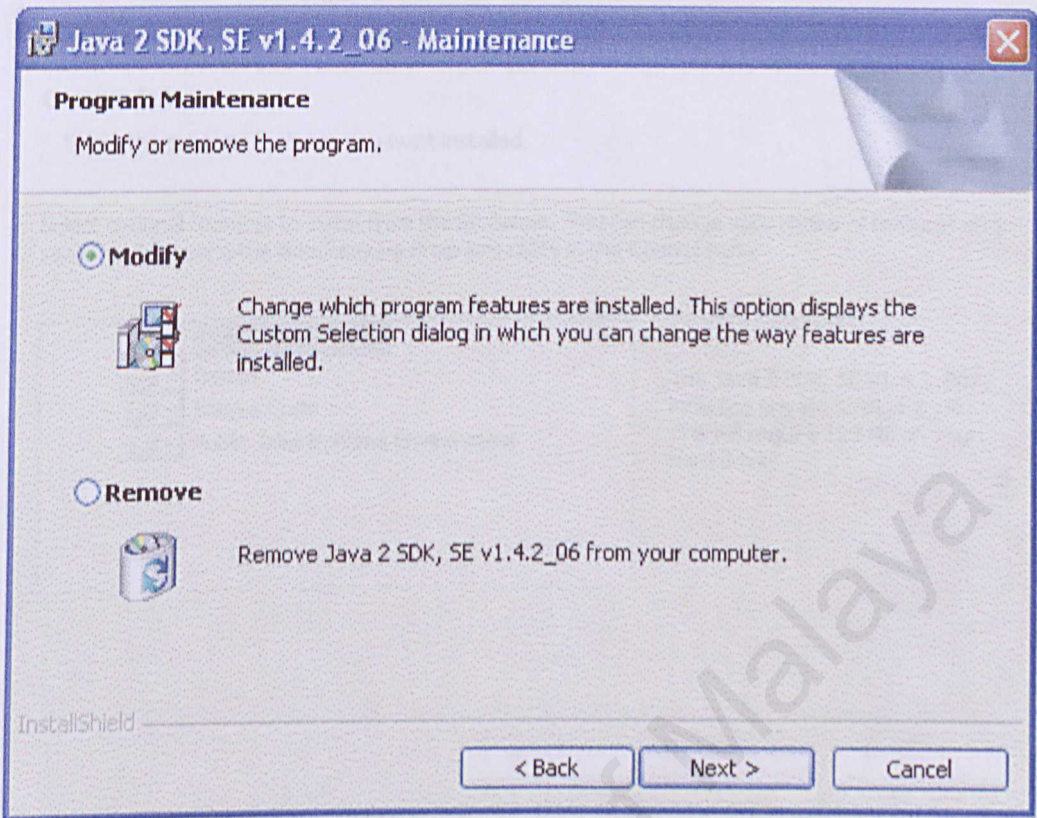 Java 2 SDK, SE v1.4.2_06 - Maintenance
Program Maintenance
Modify or remove the program.
Modify
Change which program features are installed. This option displays the
Custom Selection dialog in whch you can change the way features are
installed.
Remove
Remove Java 2 SDK, SE v1.4.2_06 from your computer.
Malaya
InstallShield
< Back
Next >
Cancel